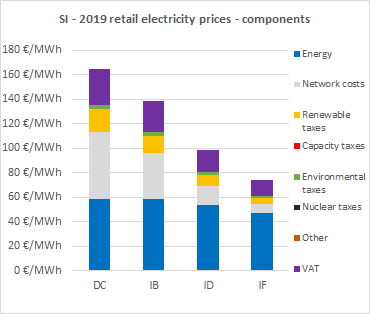 SI - 2019 retail electricity prices - components
180 €/MWh
160 €/MWh
140 €/MWh
120 €/MWh
100 €/MWh
80 €/MWh
60 €/MWh
40 €/MWh
20 €/MWh
0 €/MWh
DC
IB
ID
IF
Energy
Network costs
Renewable
taxes
Capacity taxes
Environmental
taxes
Nuclear taxes
Other
VAT